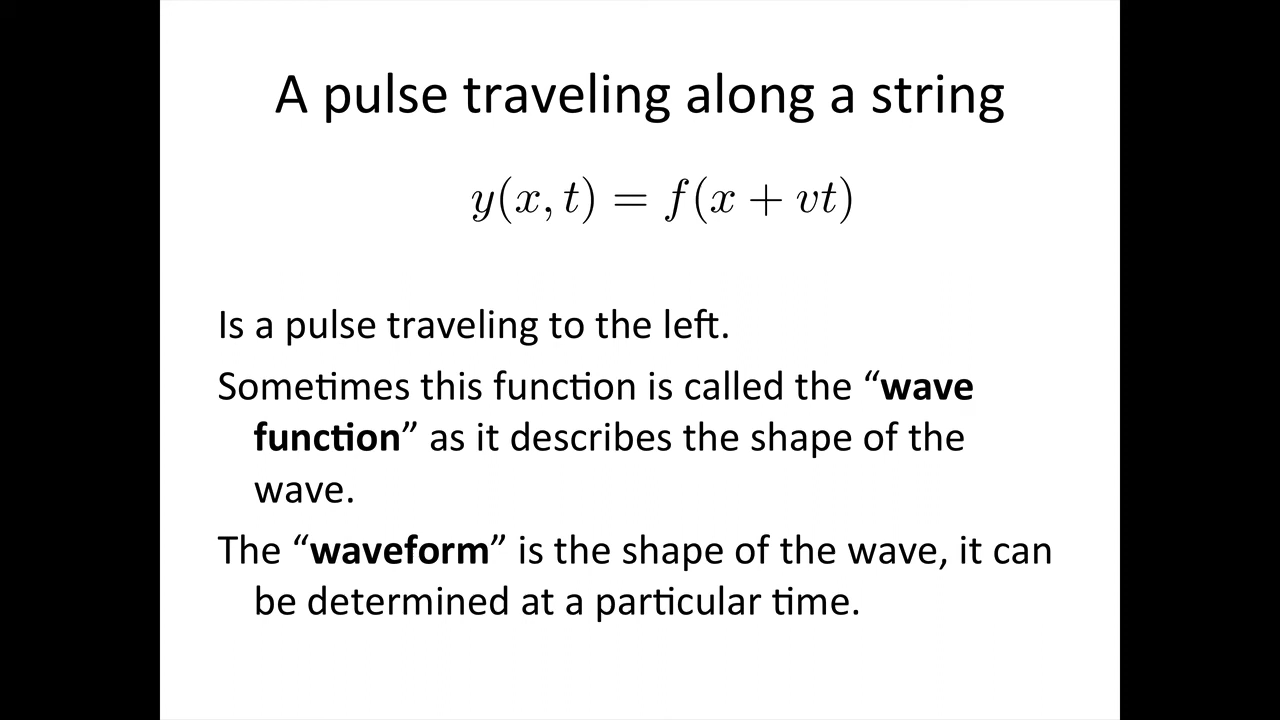 A pulse traveling along a string
y(x, t) = f(x + vt)
Is a pulse traveling to the left.
Sometimes this function is called the “wave
function” as it describes the shape of the
wave.
The “waveform” is the shape of the wave, it can
be determined at a particular time.